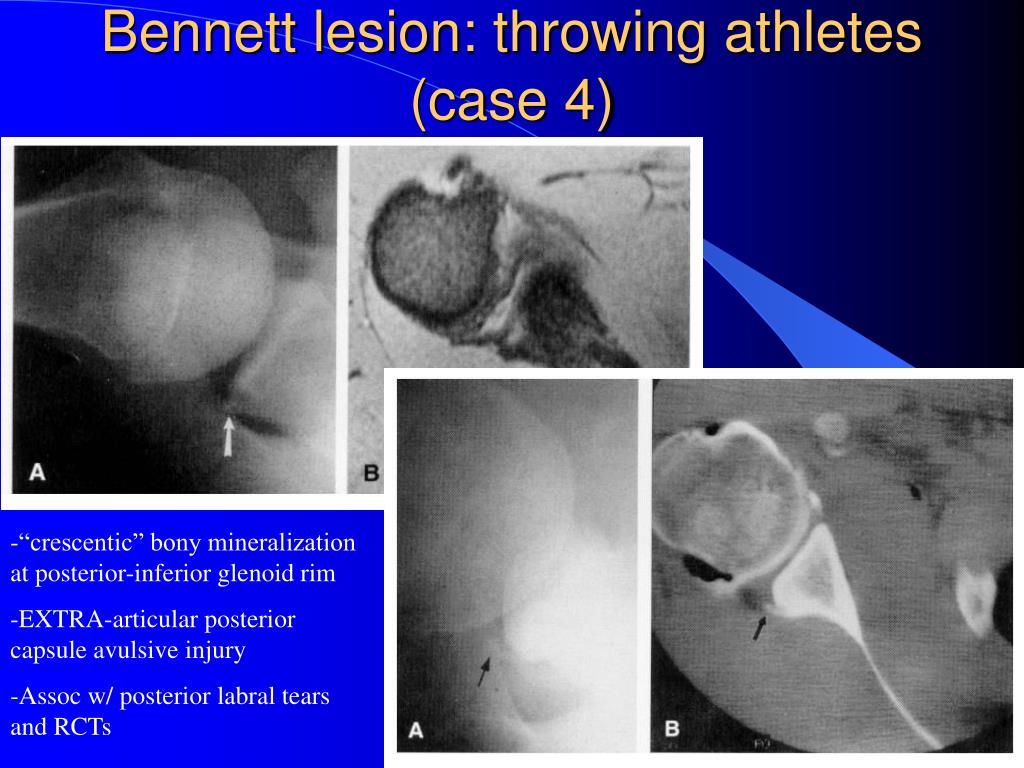 Bennett lesion: throwing athletes
(case 4)
A
B
A
B
-“crescentic” bony mineralization
at posterior-inferior glenoid rim
-EXTRA-articular posterior
capsule avulsive injury
-Assoc w/ posterior labral tears
and RCTs